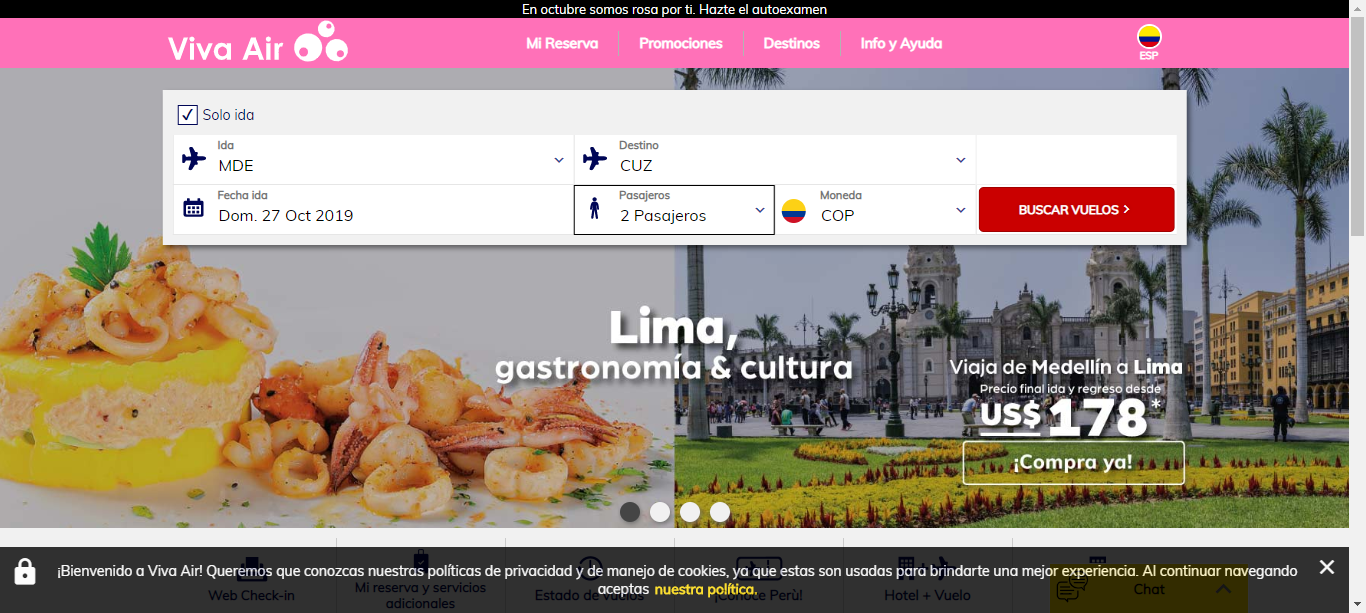 En octubre somos rosa por ti. Hazte el autoexamen
Viva Air
Mi Reserva
Promociones
Destinos
Info y Ayuda
ESP
Solo ida
Ida
MDE
Destino
CUZ
Fecha ida
Dom. 27 Oct 2019
Pasajeros
2 Pasajeros
Moneda
COP
BUSCAR VUELOS
Lima,
gastronomía & cultura
Viaja de Medellín a Lima
Precio final ida y regreso desde
US$ 178*
¡Compra ya!
¡Bienvenido a Viva Air! Queremos que conozcas nuestras políticas de privacidad y de manejo de cookies, ya que estas son usadas para brindarte una mejor experiencia. Al continuar navegando
aceptas nuestra política.
Web Check-in
Mi reserva y servicios
adicionales
Estado de vuelos
¡Conoce Perù!
Hotel + Vuelo
Chat